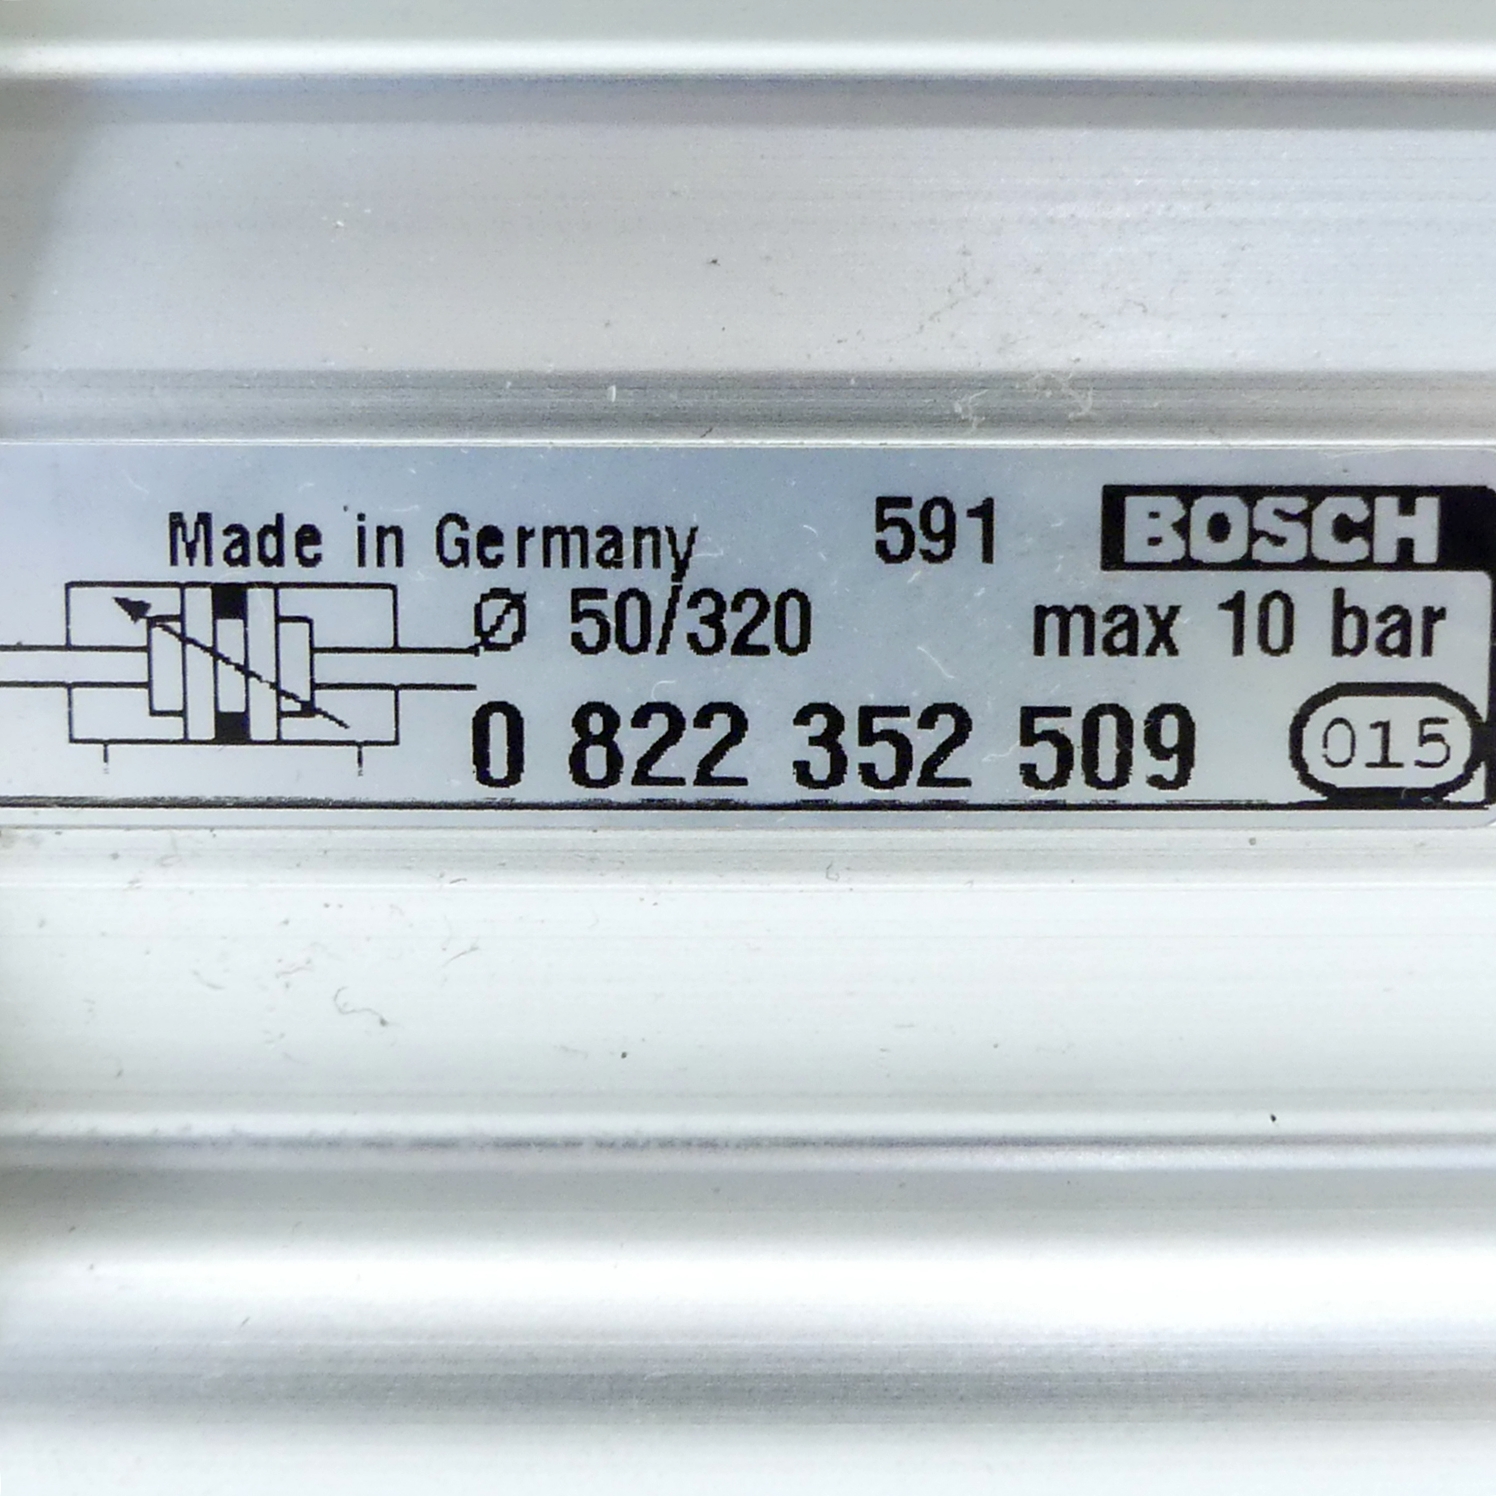 Made in Germany 591 BOSCH
Ø 50/320 max 10 bar
0 822 352 509 015